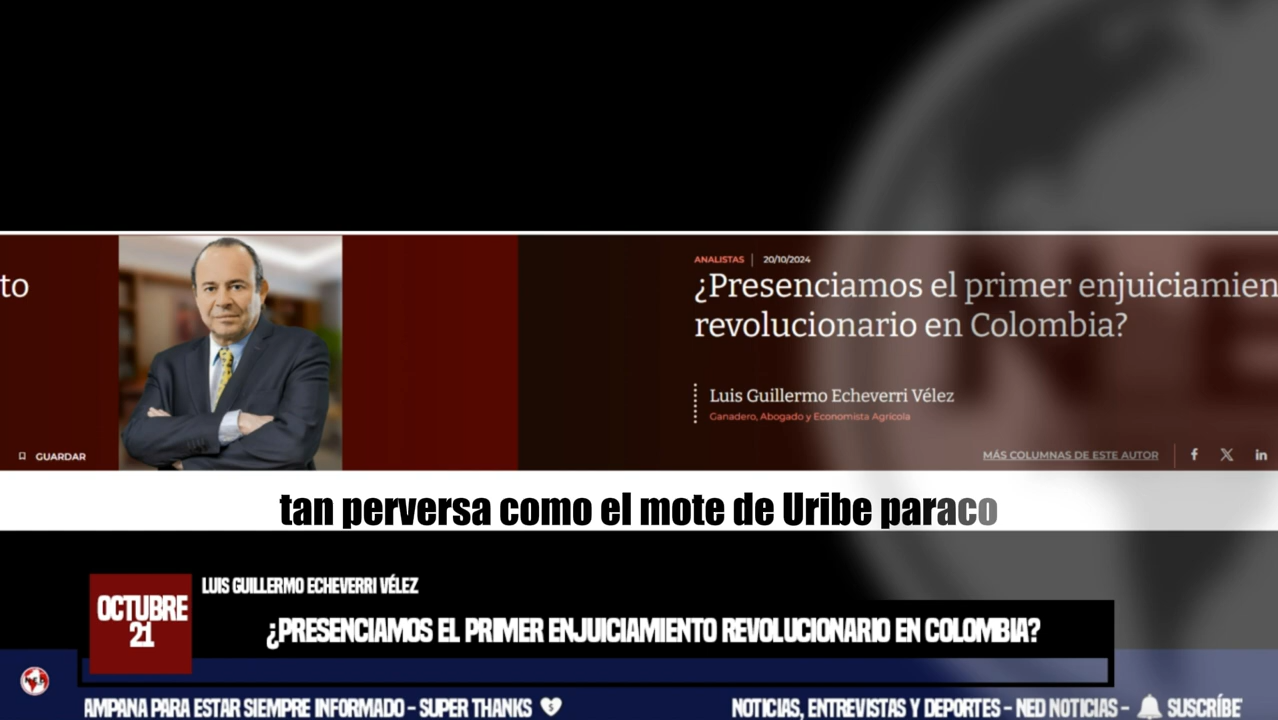 to
GUARDAR
ANALISTAS | 20/10/2024
¿Presenciamos el primer enjuiciamien
revolucionario en Colombia?
Luis Guillermo Echeverri Vélez
Ganadero, Abogado y Economista Agrícola
MÁS COLUMNAS DE ESTE AUTOR
tan perversa como el mote de Uribe paraco
LUIS GUILLERMO ECHEVERRI VÉLEZ
OCTUBRE
21
¿PRESENCIAMOS EL PRIMER ENJUICIAMIENTO REVOLUCIONARIO EN COLOMBIA?
AMPANA PARA ESTAR SIEMPRE INFORMADO - SUPER THANKS
NOTICIAS, ENTREVISTAS Y DEPORTES - NED NOTICIAS - SUSCRÍBE